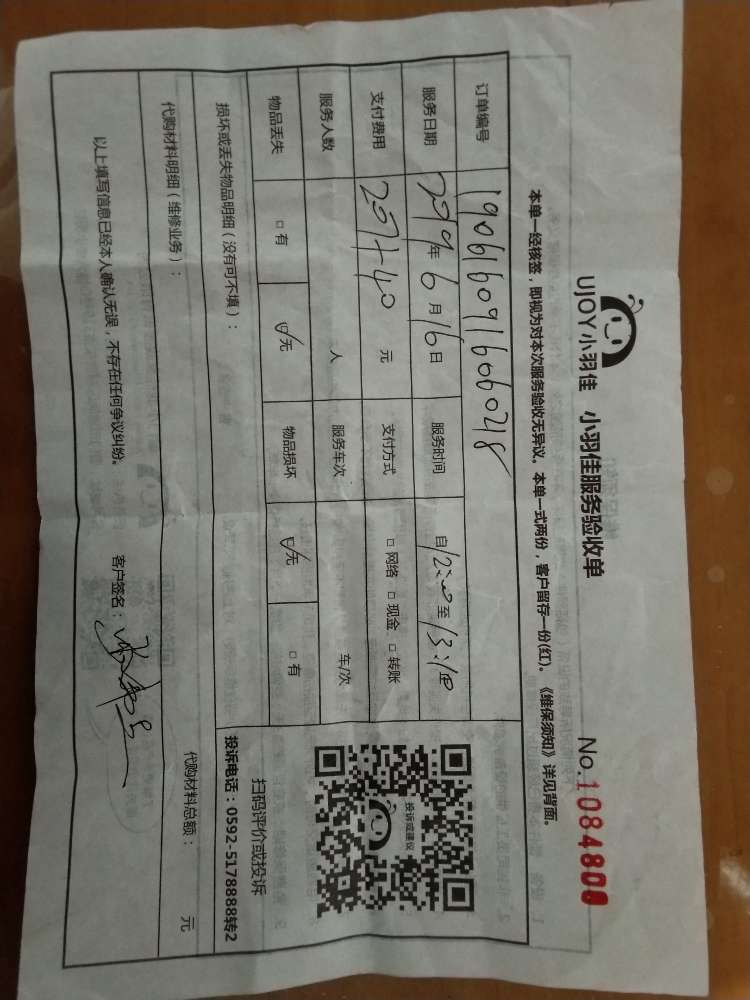 UJOY小羽佳 小羽佳服务验收单 No.1084800
本单一经核签，即视为对本次服务验收无异议。本单一式两份，客户留存一份(红)。《维保须知》详见背面。
订单编号 19061609160600218
服务日期 2019年6月16日 服务时间 自12:00至13:10
支付费用 297+40 元 支付方式 □网络 □现金 □转账
服务人数 人 服务车次 车/次
物品丢失 □有 ☑无 物品损坏 ☑无 □有
损坏或丢失物品明细（没有可不填）：
投诉或建议
扫码评价或投诉
投诉电话：0592-5178888转2
代购材料明细（维修业务）： 代购材料总额： 元
以上填写信息已经本人确认无误，不存在任何争议纠纷。 客户签名：